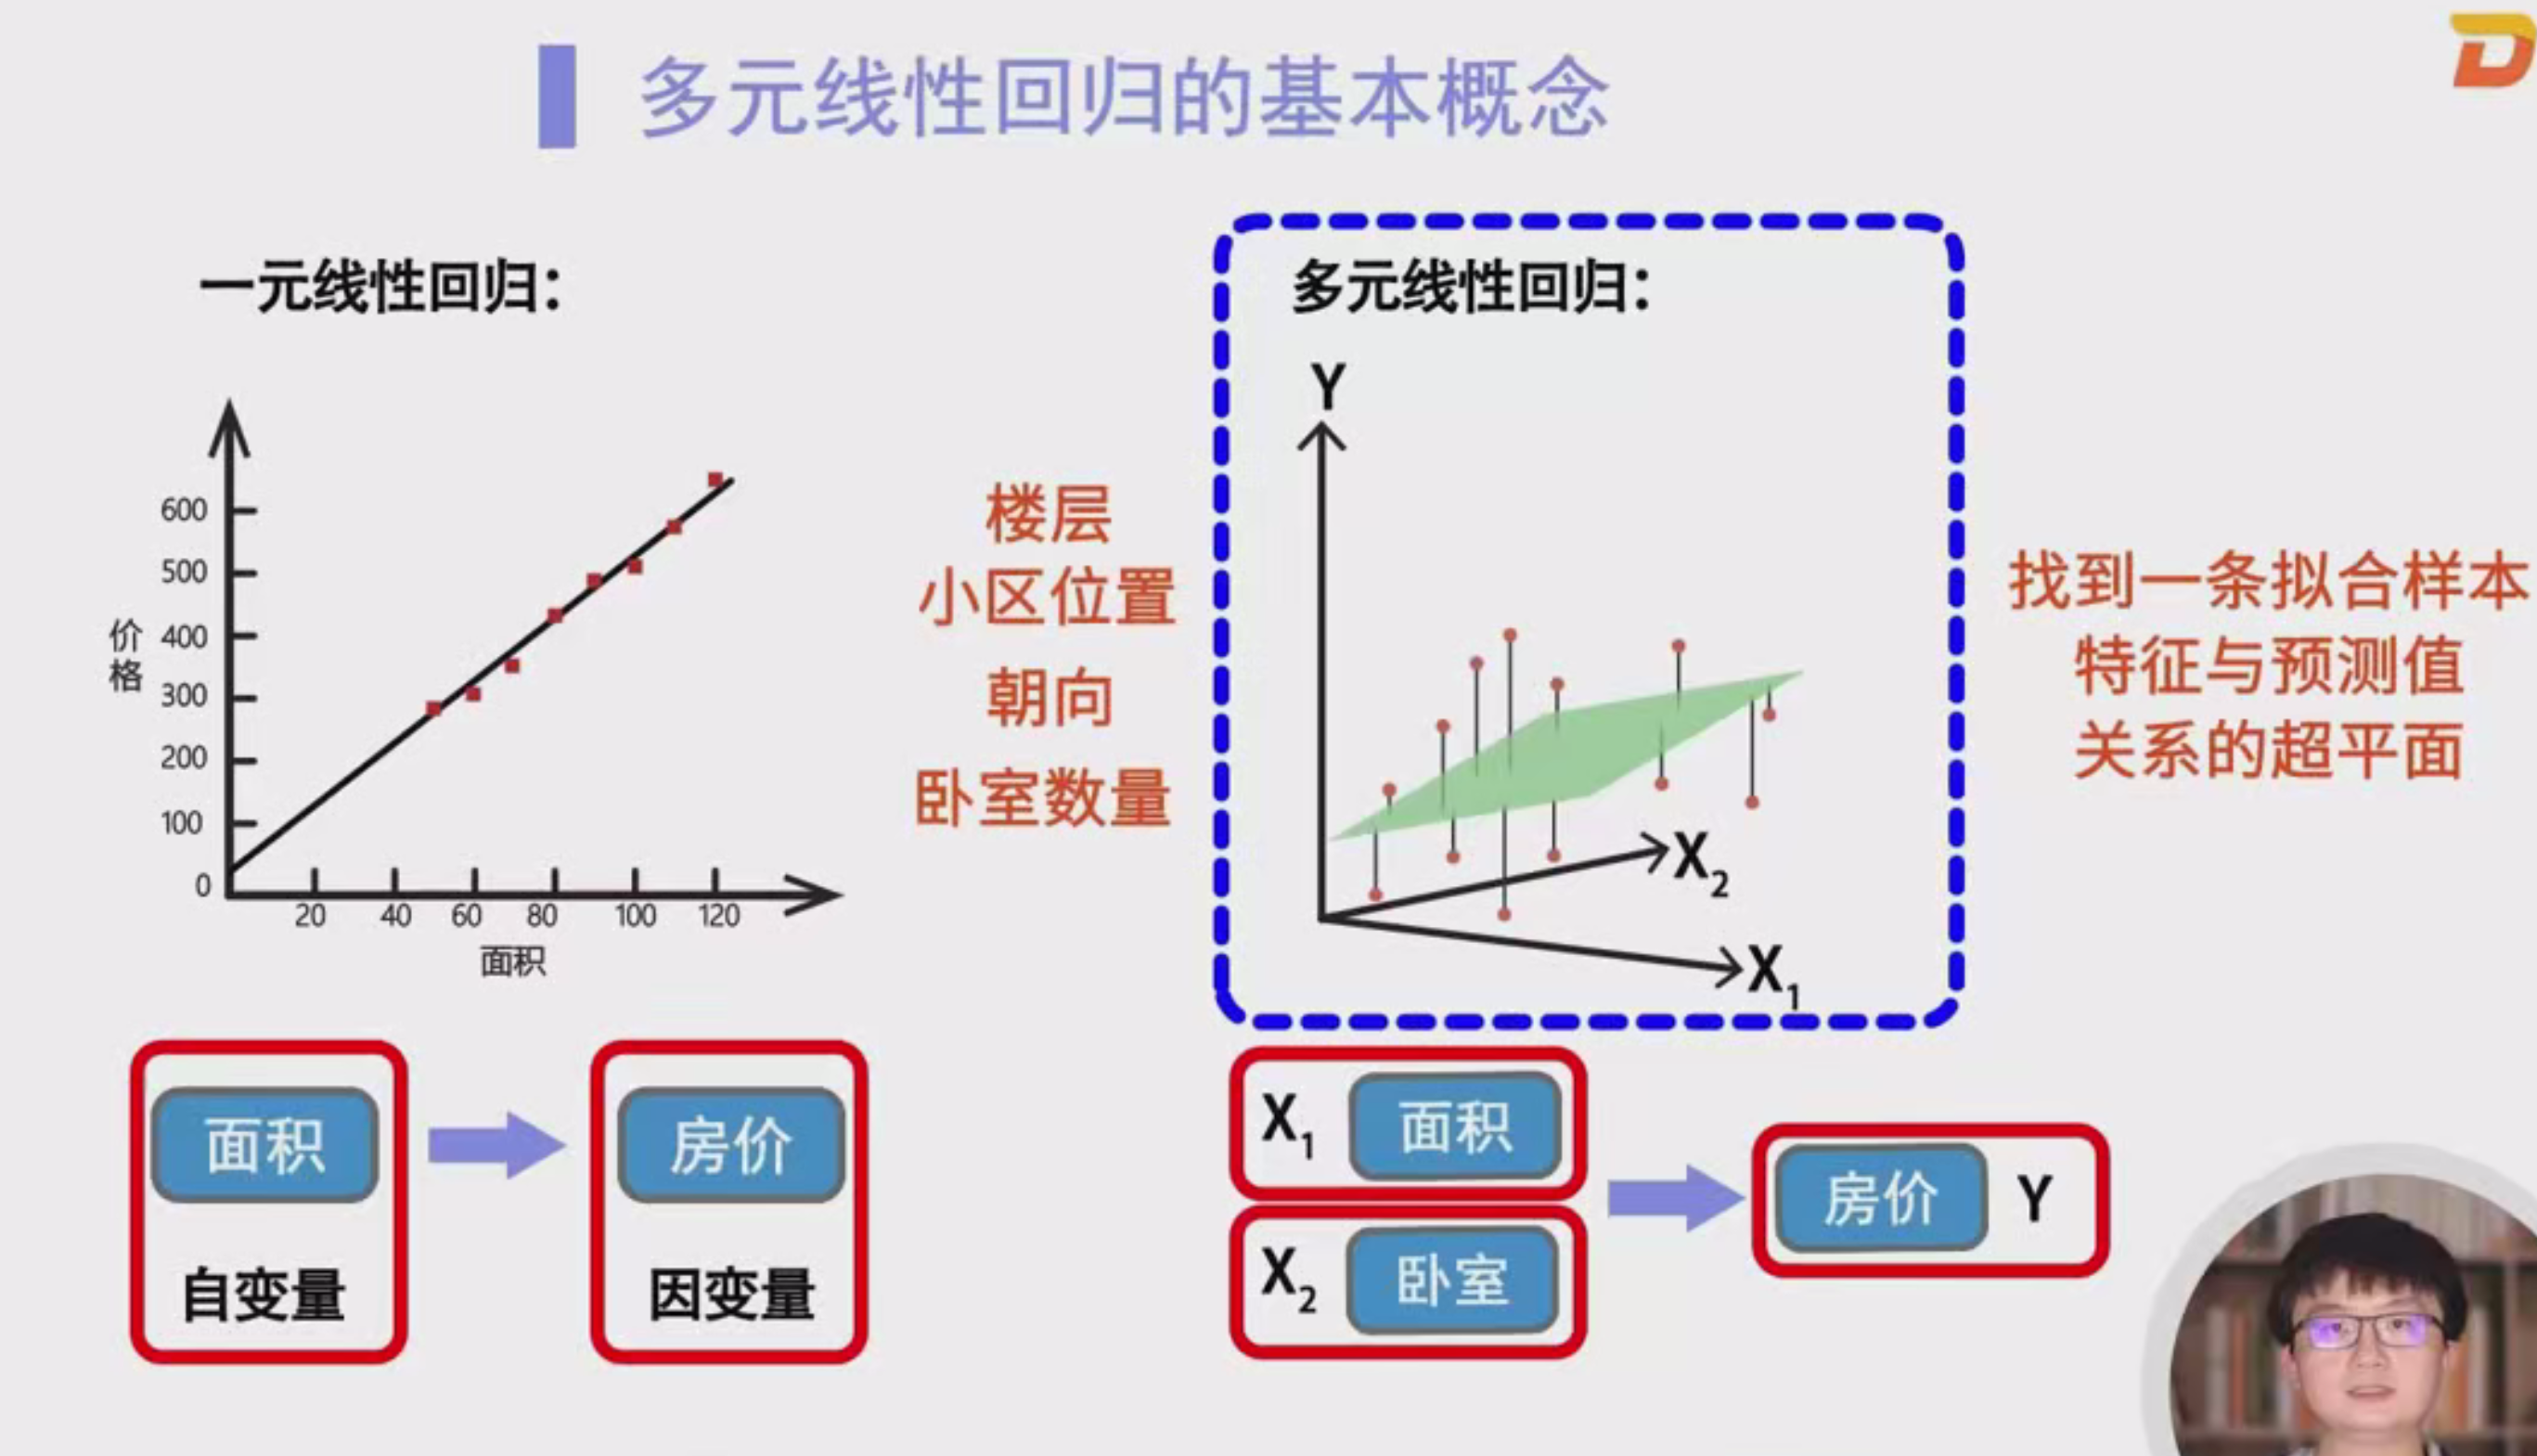 多元线性回归的基本概念
一元线性回归：
价格
600
500
400
300
200
100
0
20 40 60 80 100 120
面积
面积
自变量
房价
因变量
楼层
小区位置
朝向
卧室数量
多元线性回归：
Y
X2
X1
找到一条拟合样本
特征与预测值
关系的超平面
X1 面积
X2 卧室
房价 Y